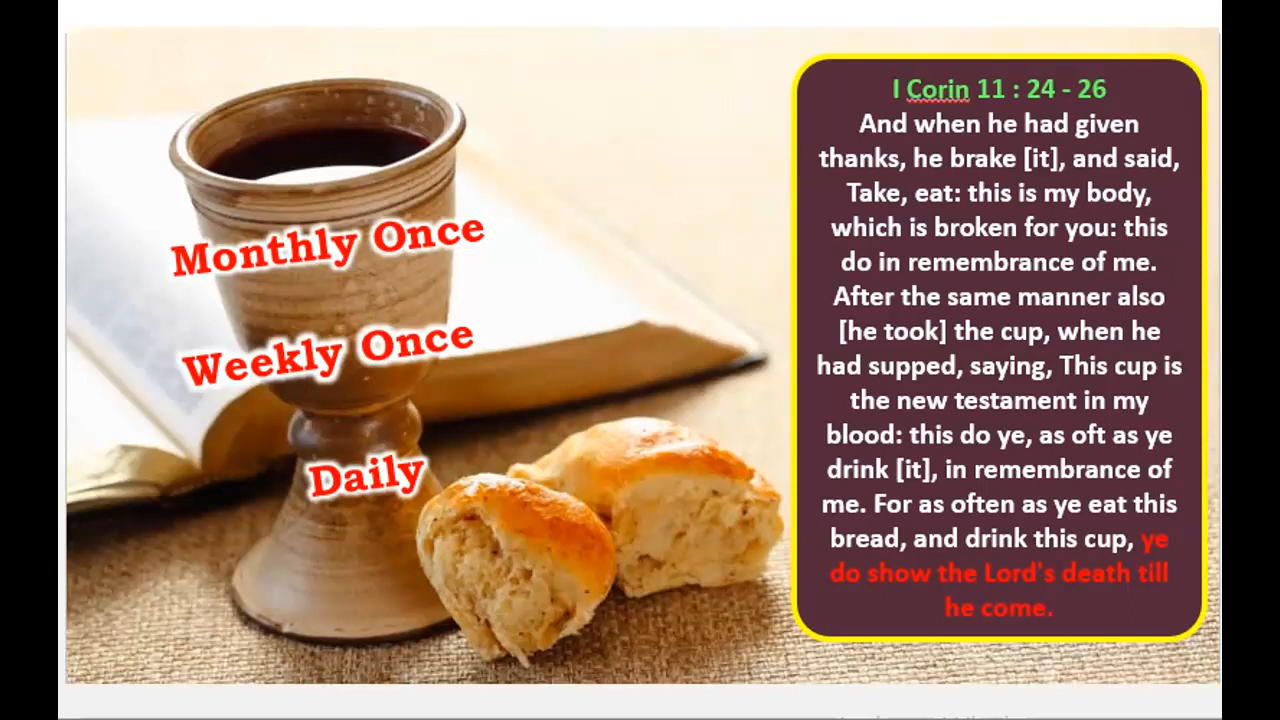 Monthly Once
Weekly Once
Daily
I Corin 11 : 24 - 26
And when he had given
thanks, he brake [it], and said,
Take, eat: this is my body,
which is broken for you: this
do in remembrance of me.
After the same manner also
[he took] the cup, when he
had supped, saying, This cup is
the new testament in my
blood: this do ye, as oft as ye
drink [it], in remembrance of
me. For as often as ye eat this
bread, and drink this cup, ye
do show the Lord's death till
he come.